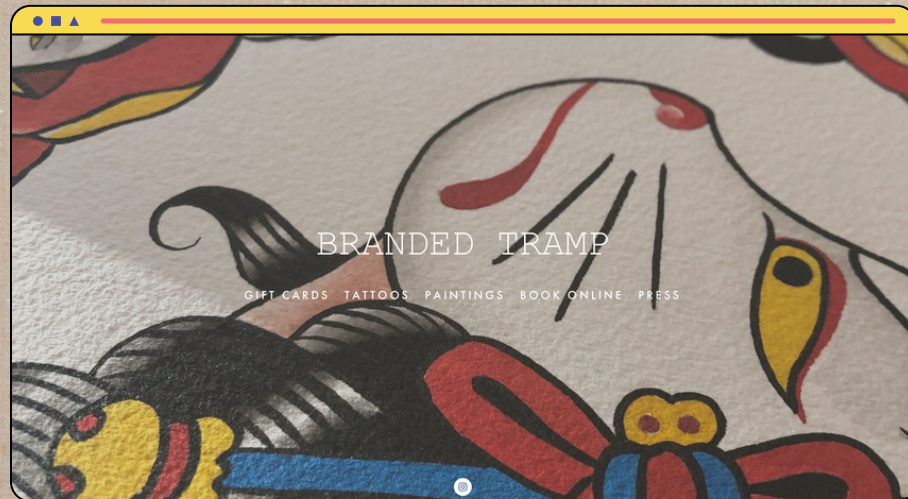 BRANDED TRAMP
GIFT CARDS TATTOOS PAINTINGS BOOK ONLINE PRESS